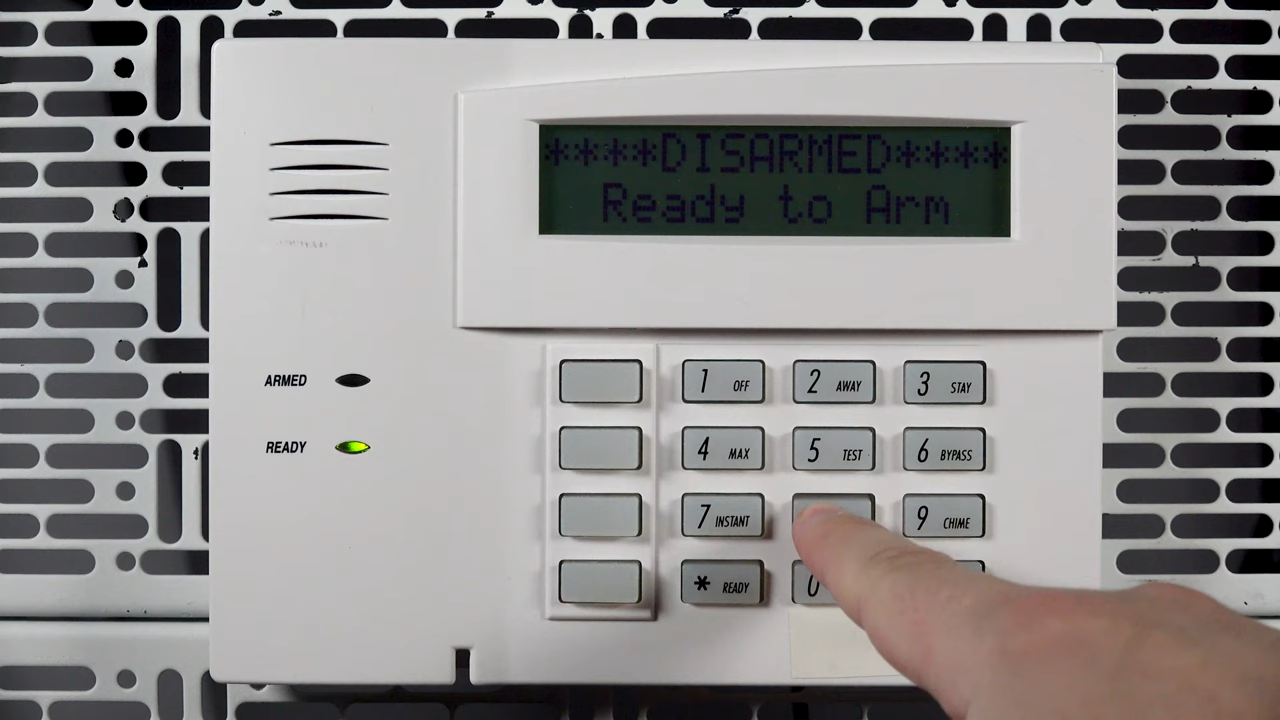 ****DISARMED****
Ready to Arm
ARMED
READY
1 OFF
2 AWAY
3 STAY
4 MAX
5 TEST
6 BYPASS
7 INSTANT
9 CHIME
* READY
0